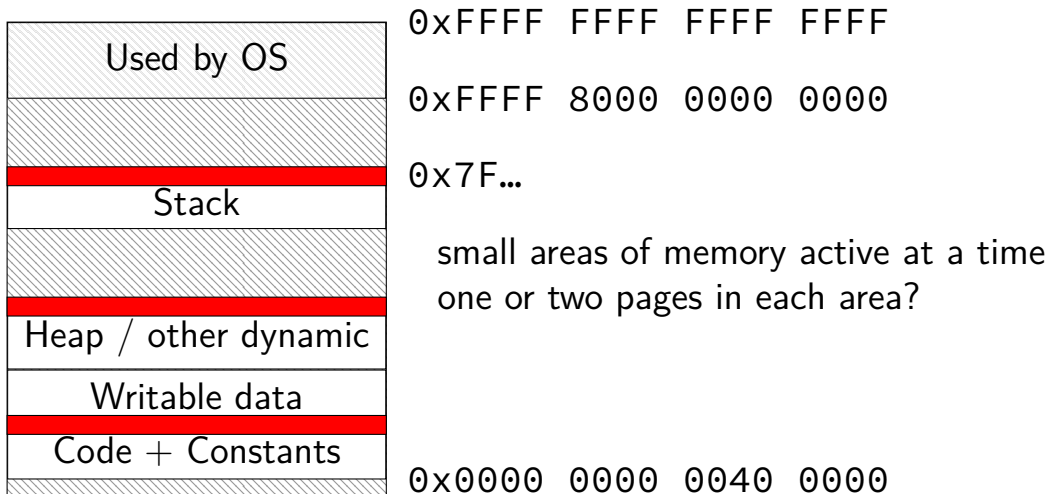 0xFFFF FFFF FFFF FFFF
Used by OS
0xFFFF 8000 0000 0000
0x7F…
Stack
small areas of memory active at a time
one or two pages in each area?
Heap / other dynamic
Writable data
Code + Constants
0x0000 0000 0040 0000